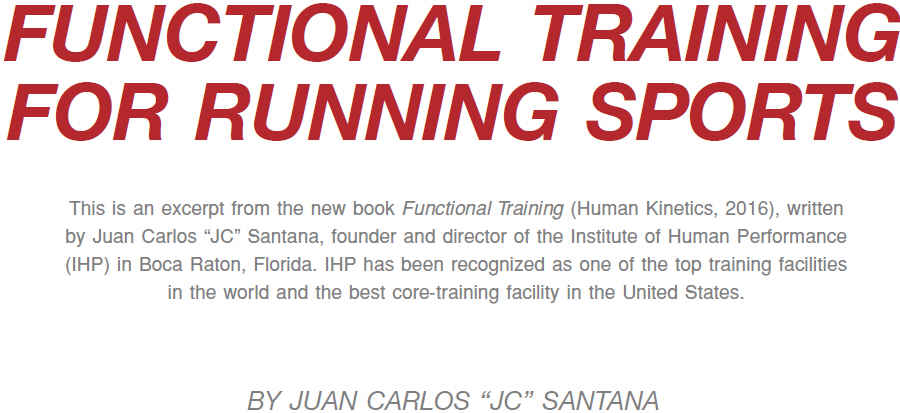 FUNCTIONAL TRAINING
FOR RUNNING SPORTS
This is an excerpt from the new book Functional Training (Human Kinetics, 2016), written
by Juan Carlos “JC” Santana, founder and director of the Institute of Human Performance
(IHP) in Boca Raton, Florida. IHP has been recognized as one of the top training facilities
in the world and the best core-training facility in the United States.
BY JUAN CARLOS “JC” SANTANA